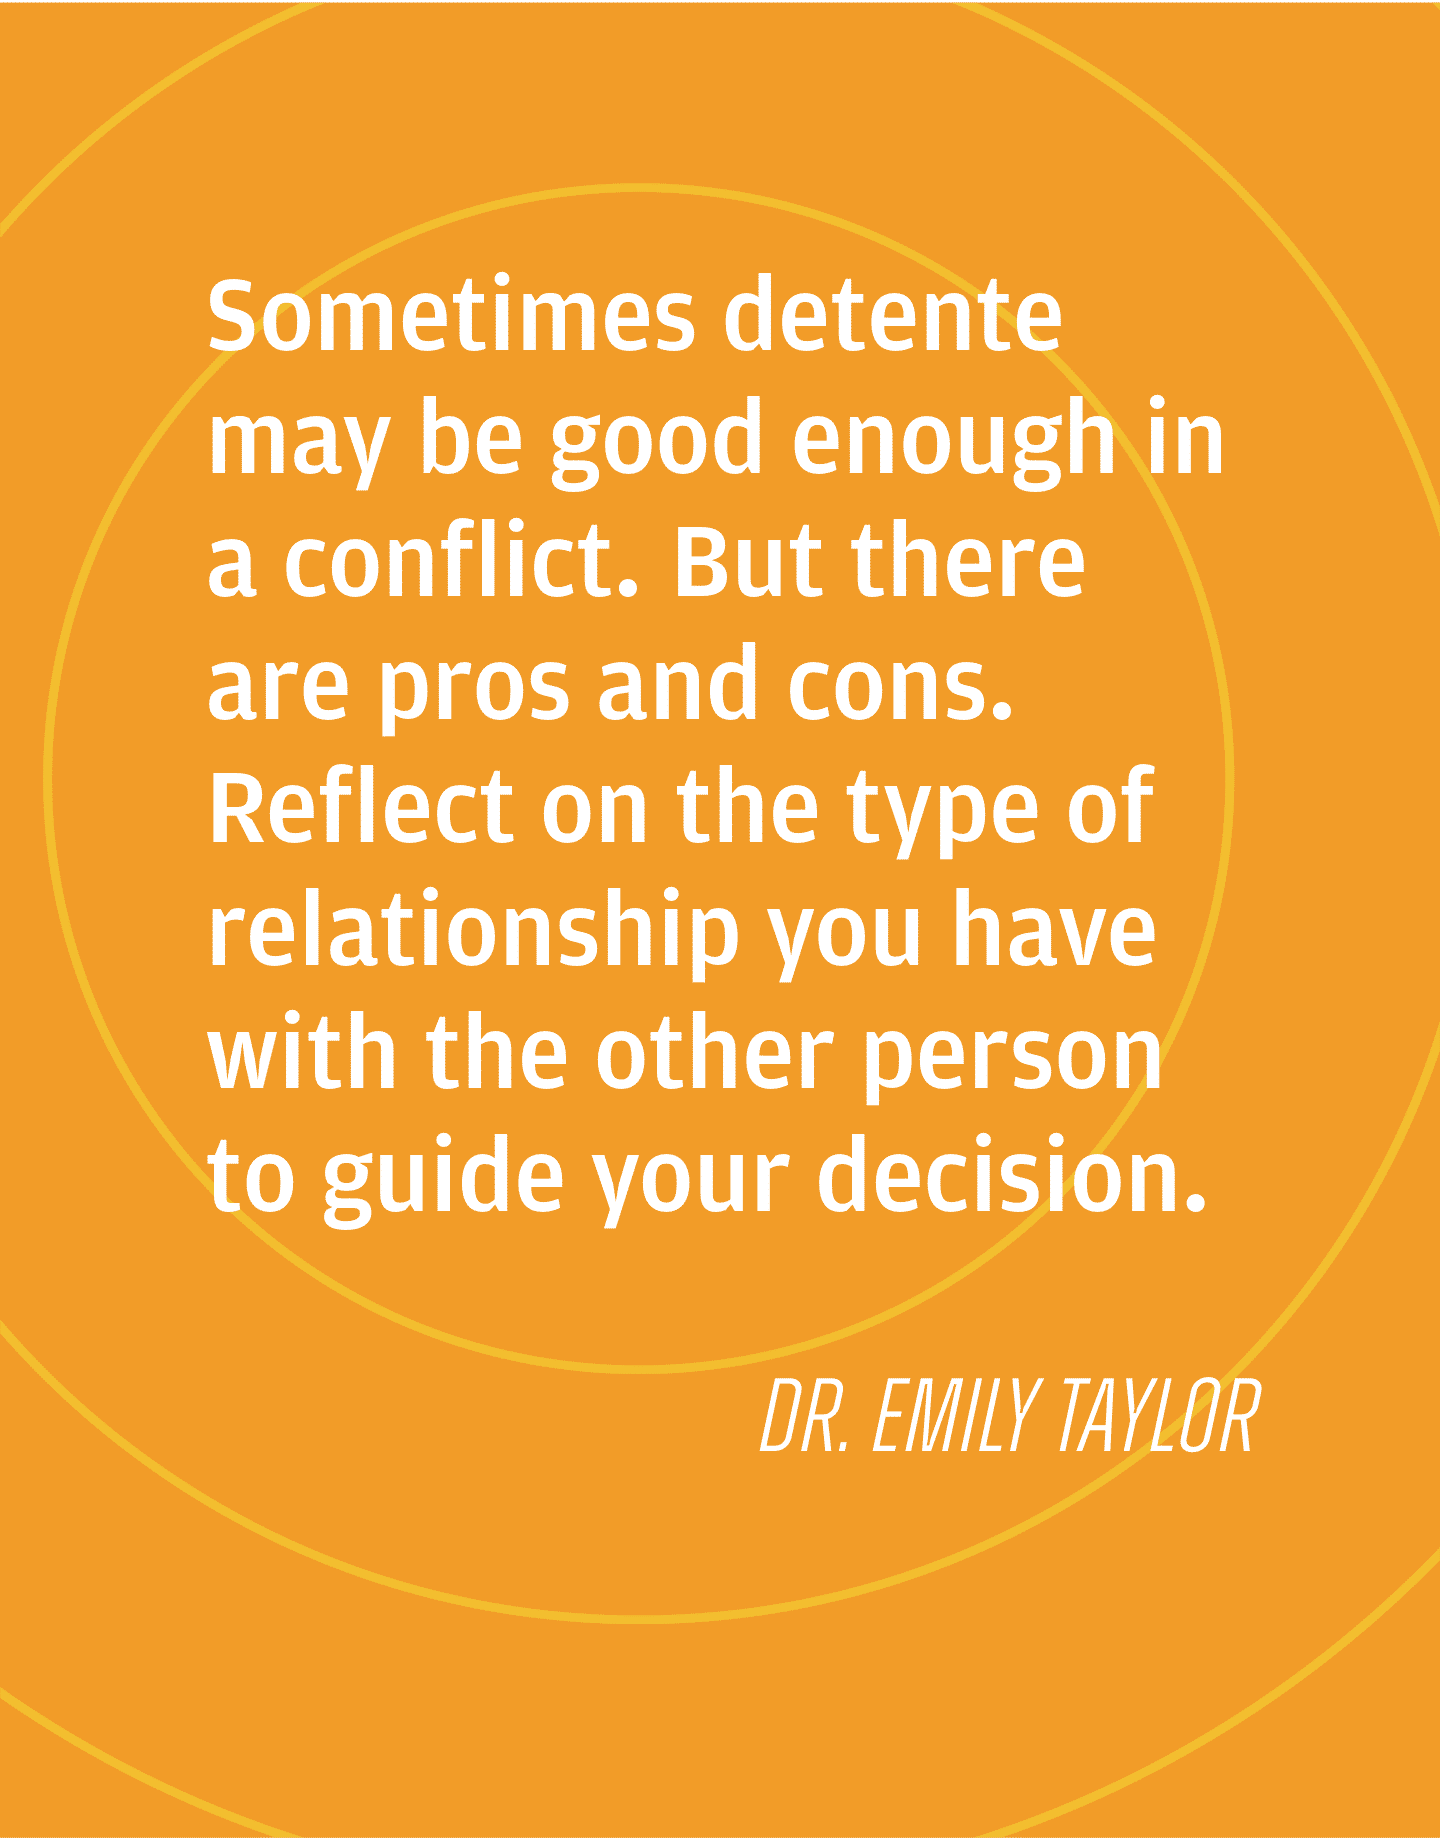 Sometimes detente
may be good enough in
a conflict. But there
are pros and cons.
Reflect on the type of
relationship you have
with the other person
to guide your decision.
DR. EMILY TAYLOR